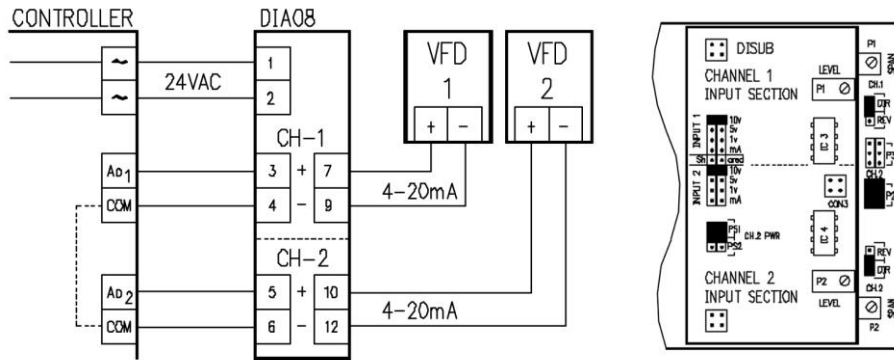 CONTROLLER
DIA08
~
24VAC
1
~
2
VFD
1
+ -
VFD
2
+ -
CH-1
AO1
3 + 7
COM
4 - 9
4-20mA
CH-2
AO2
5 + 10
COM
6 - 12
4-20mA
DISUB
CHANNEL 1
INPUT SECTION
LEVEL
P1
P1
SPAN
CH.1
DIR
REV
INPUT 1
10v
5v
1v
mA
IC 3
Sh ared
INPUT 2
10v
5v
1v
mA
CH.2
CON3
PS1
PS2
CH.2 PWR
IC 4
REV
DIR
CH.2
CHANNEL 2
INPUT SECTION
P2
LEVEL
SPAN
P2